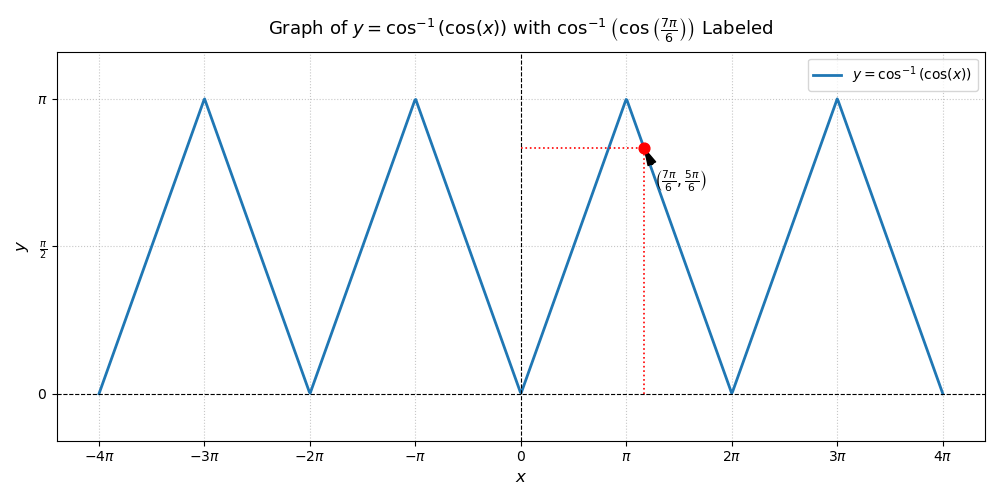 Graph of y = cos⁻¹(cos(x)) with cos⁻¹(cos(7π/6)) Labeled
y = cos⁻¹(cos(x))
π
(7π/6, 5π/6)
y
π/2
0
−4π −3π −2π −π 0 π 2π 3π 4π
x